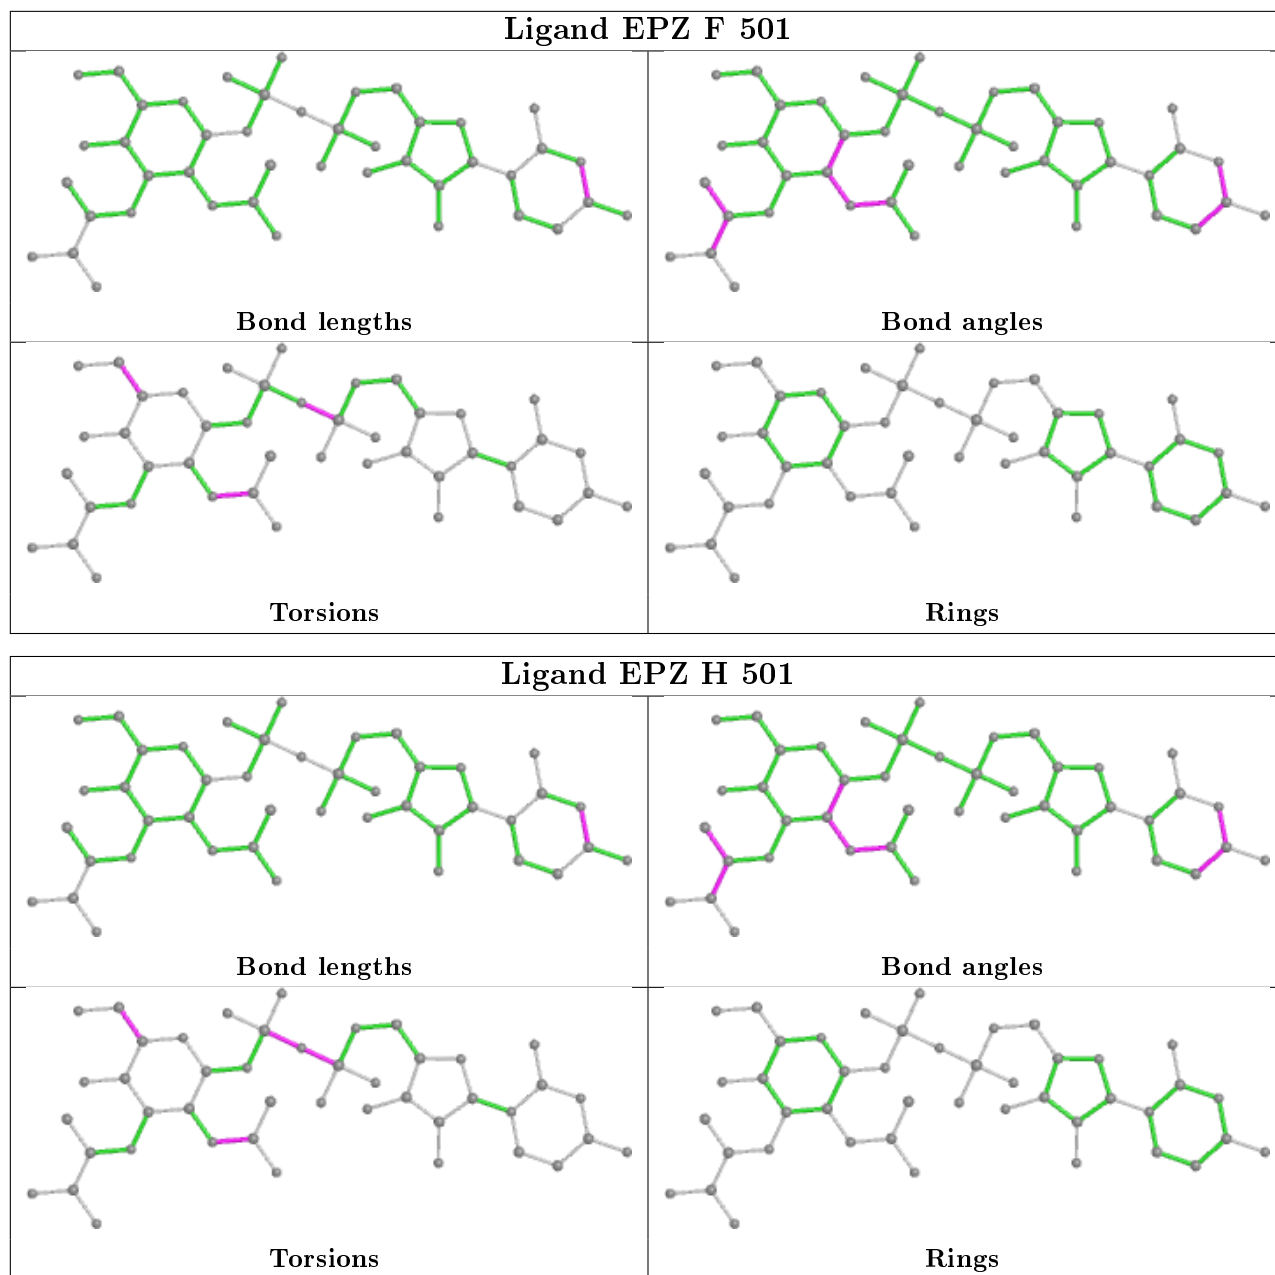 Ligand EPZ F 501
Bond lengths
Bond angles
Torsions
Rings
Ligand EPZ H 501
Bond lengths
Bond angles
Torsions
Rings